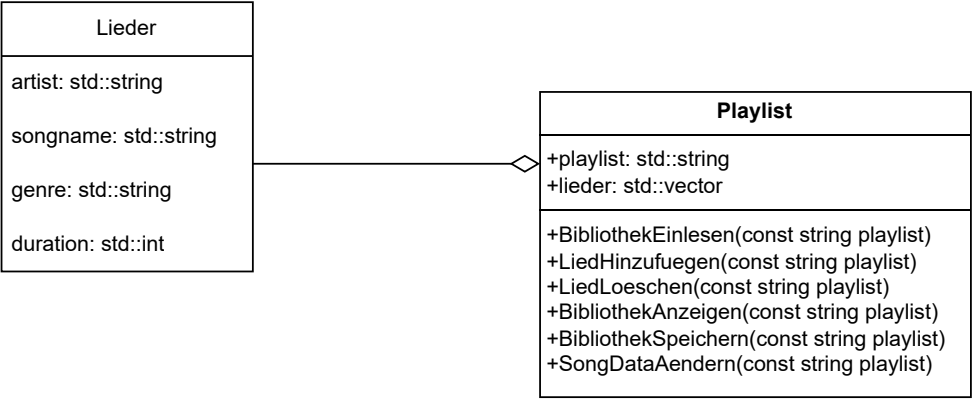 Lieder
artist: std::string
songname: std::string
genre: std::string
duration: std::int
Playlist
+playlist: std::string
+lieder: std::vector
+BibliothekEinlesen(const string playlist)
+LiedHinzufuegen(const string playlist)
+LiedLoeschen(const string playlist)
+BibliothekAnzeigen(const string playlist)
+BibliothekSpeichern(const string playlist)
+SongDataAendern(const string playlist)